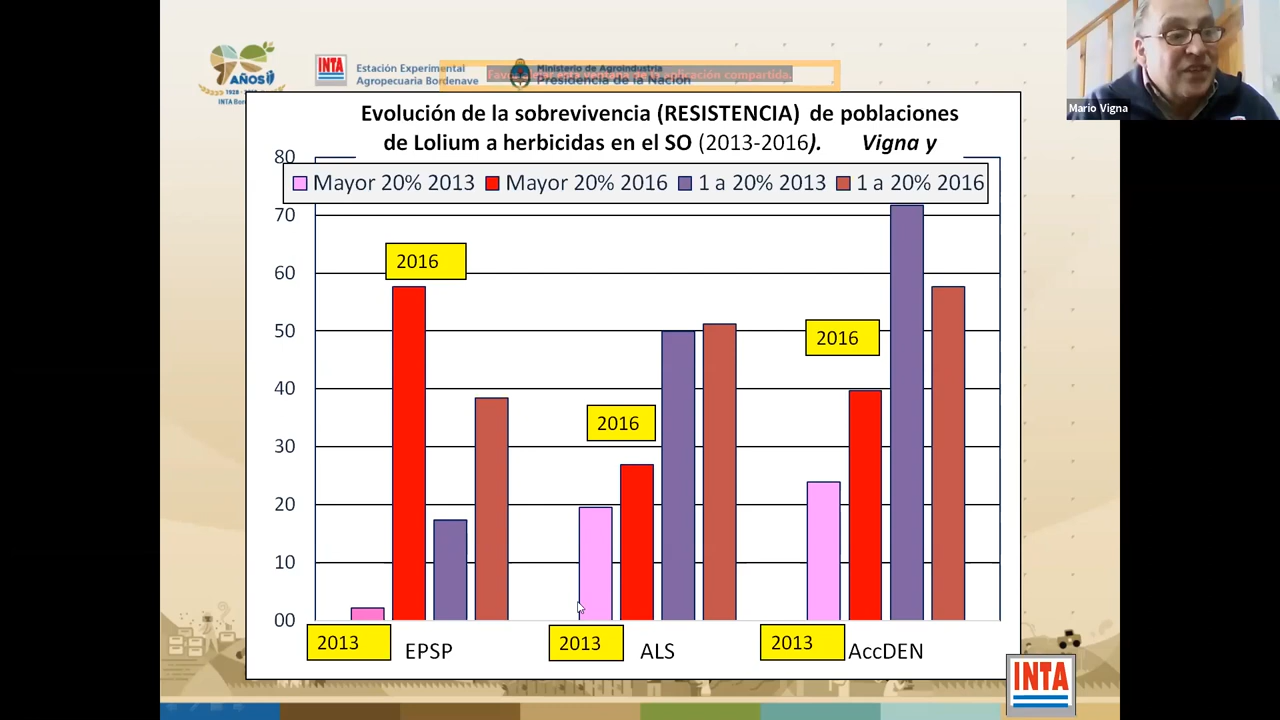 90
AÑOS
1928 - 2018
INTA
Estación Experimental
Agropecuaria Bordenave
Ministerio de Agroindustria
Presidencia de la Nación
Mario Vigna
Evolución de la sobrevivencia (RESISTENCIA) de poblaciones
de Lolium a herbicidas en el SO (2013-2016). Vigna y
Mayor 20% 2013 Mayor 20% 2016 1 a 20% 2013 1 a 20% 2016
80
70
60
50
40
30
20
10
00
2016
2016
2016
2013 EPSP 2013 ALS 2013 AccDEN
INTA